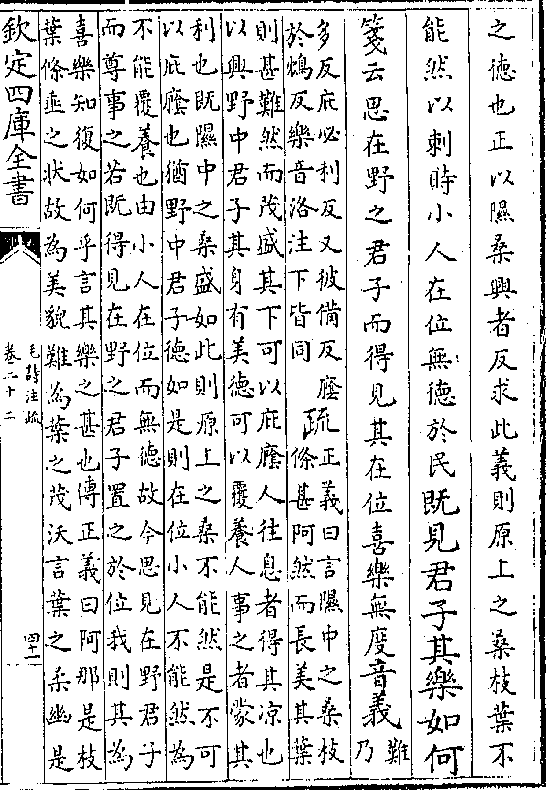 之德也正以隰桑興者反求此義則原上之桑枝葉不
能然以刺時小人在位無德於民既見君子其樂如何
箋云思在野之君子而得見其在位喜樂無度音義難
乃
多反庇必利反又彼備反廕
於鴆反樂音洛注下皆同
疏
正義曰言隰中之桑枝
條甚阿然而長美其葉
則甚難然而茂盛其下可以庇廕人往息者得其凉也
以興野中君子其身有美德可以覆養人事之者蒙其
利也既隰中之桑盛如此則原上之桑不能然是不可
以庇廕也猶野中君子德如是則在位小人不能然為
不能覆養也由小人在位而無德故今思見在野君子
而尊事之若既得見在野之君子置之於位我則其為
喜樂知復如何乎言其樂之甚也傳正義曰阿那是枝
葉條垂之狀故為美貌難為葉之茂沃言葉之柔幽是
欽定四庫全書
毛詩注疏
卷二十二
四十一